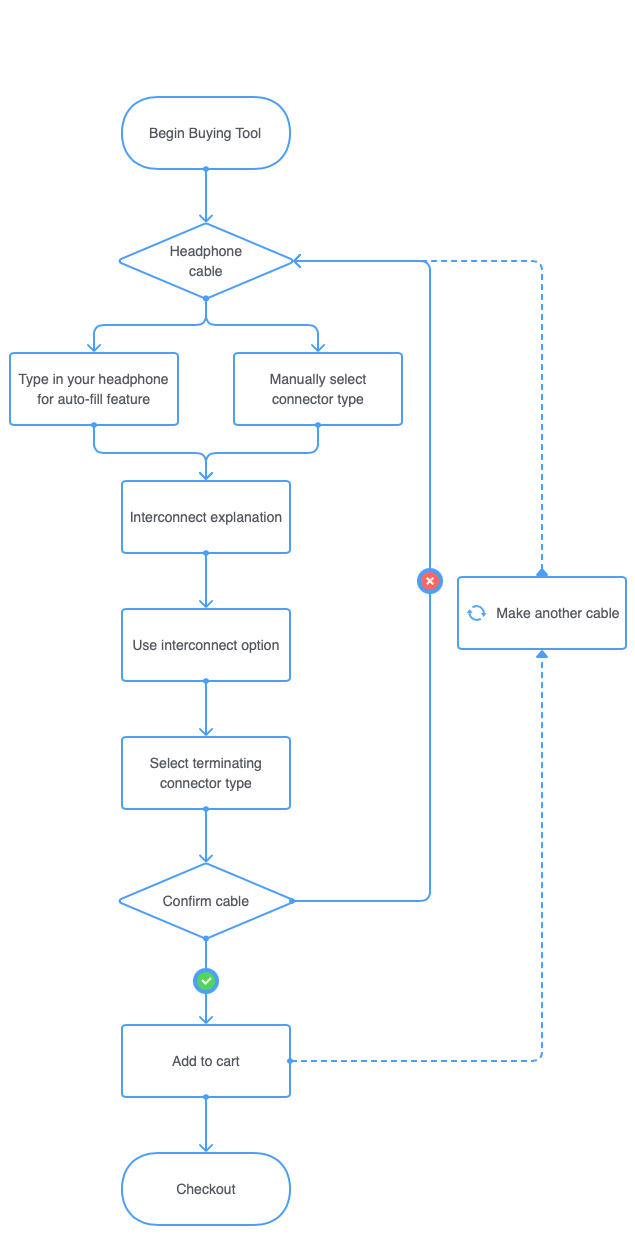 Begin Buying Tool
Headphone
cable
Type in your headphone
for auto-fill feature
Manually select
connector type
Interconnect explanation
Make another cable
Use interconnect option
Select terminating
connector type
Confirm cable
Add to cart
Checkout